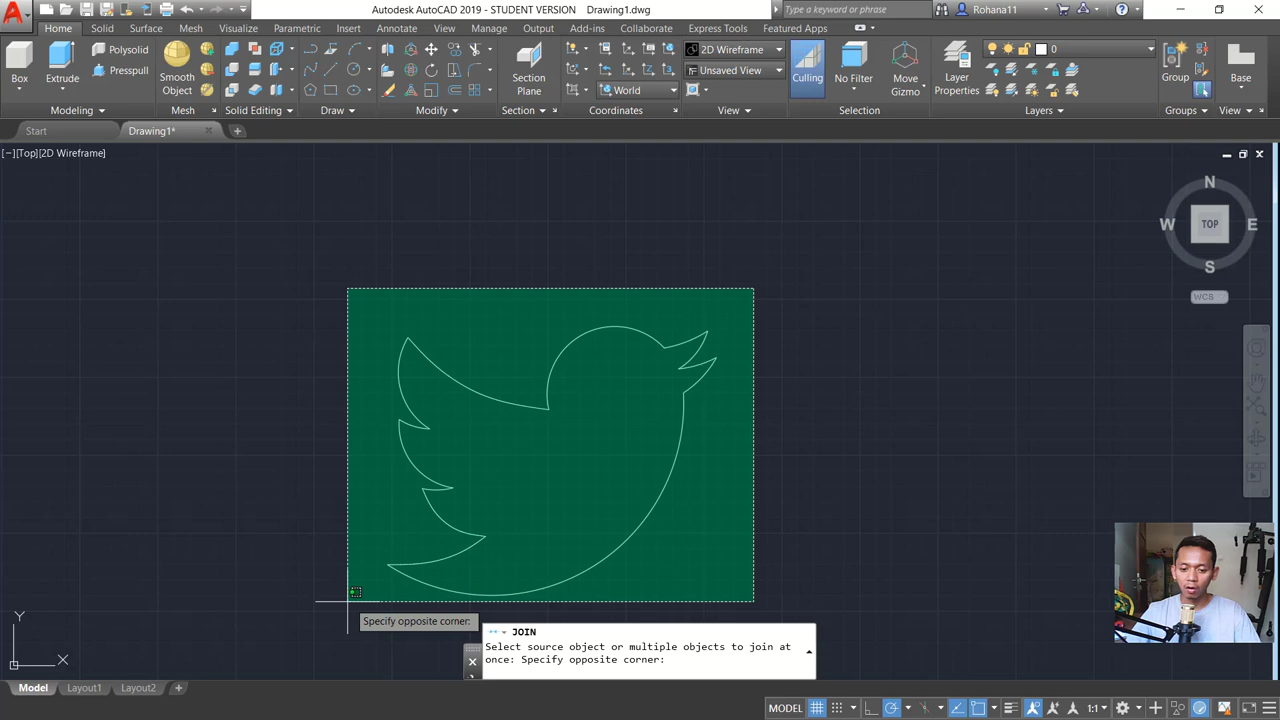 Autodesk AutoCAD 2019 - STUDENT VERSION Drawing1.dwg
Type a keyword or phrase
Rohana11
Home Solid Surface Mesh Visualize Parametric Insert Annotate View Manage Output Add-ins Collaborate Express Tools Featured Apps
Polysolid
Presspull
Box
Extrude
Smooth
Object
Section
Plane
2D Wireframe
Unsaved View
World
Culling
No Filter
Move
Gizmo
Layer
Properties
0
Group
Base
Modeling Mesh Solid Editing Draw Modify Section Coordinates View Selection Layers Groups View
Start
Drawing1*
[−][Top][2D Wireframe]
N
W
TOP
E
S
WCS
Specify opposite corner:
JOIN
Select source object or multiple objects to join at
once: Specify opposite corner:
Y
X
Model Layout1 Layout2
MODEL
1:1